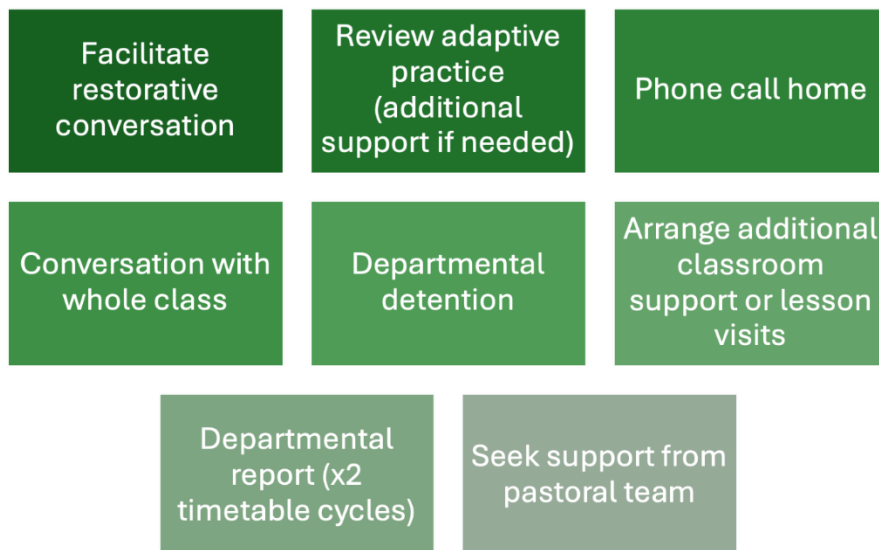 Facilitate
restorative
conversation
Review adaptive
practice
(additional
support if needed)
Phone call home
Conversation with
whole class
Departmental
detention
Arrange additional
classroom
support or lesson
visits
Departmental
report (x2
timetable cycles)
Seek support from
pastoral team